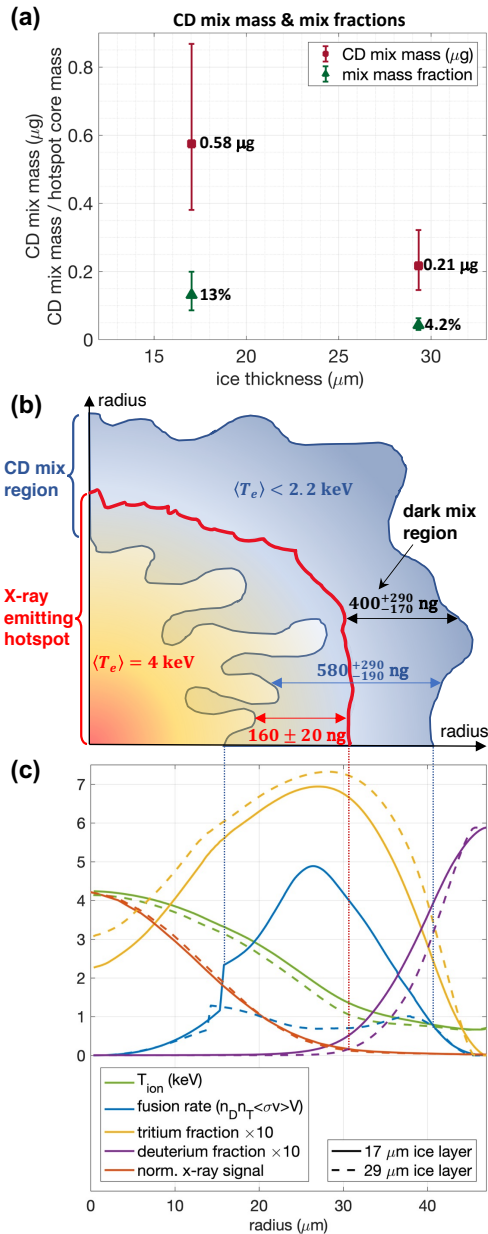 (a)
CD mix mass & mix fractions
CD mix mass (μg)
CD mix mass / hotspot core mass
0.8
0.6
0.4
0.2
0
CD mix mass (μg)
mix mass fraction
0.58 μg
13%
0.21 μg
4.2%
15
20
25
30
ice thickness (μm)
(b)
radius
CD mix
region
⟨Te⟩ < 2.2 keV
dark mix
region
X-ray
emitting
hotspot
400 +290 −170 ng
⟨Te⟩ = 4 keV
580 +290 −190 ng
160 ± 20 ng
radius
(c)
7
6
5
4
3
2
1
0
T_ion (keV)
fusion rate (n_D n_T<σv>V)
tritium fraction ×10
deuterium fraction ×10
norm. x-ray signal
17 μm ice layer
29 μm ice layer
0
10
20
30
40
radius (μm)